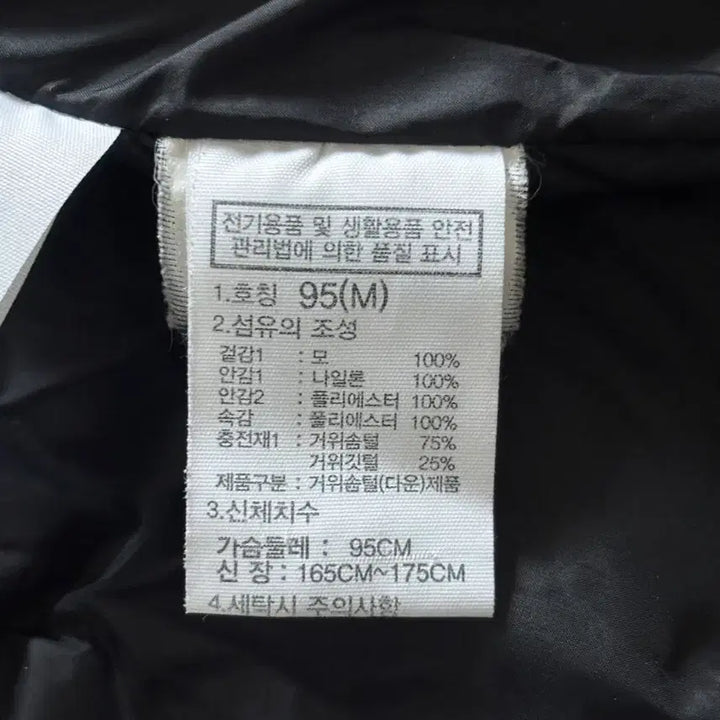 전기용품 및 생활용품 안전
관리법에 의한 품질 표시
1.호칭 95(M)
2.섬유의 조성
겉감1 : 모 100%
안감1 : 나일론 100%
안감2 : 폴리에스터 100%
속감 : 폴리에스터 100%
충전재1 : 거위솜털 75%
거위깃털 25%
제품구분 : 거위솜털(다운)제품
3.신체치수
가슴둘레 : 95CM
신 장 : 165CM~175CM
4.세탁시 주의사항